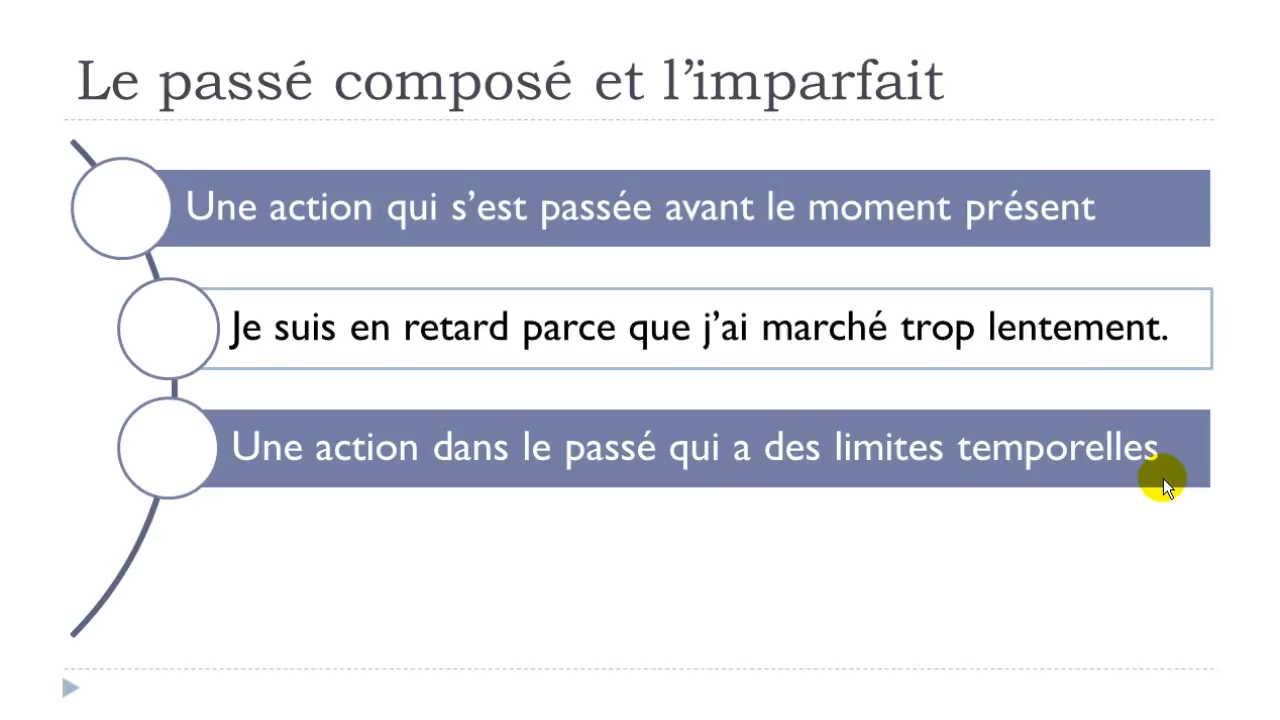 Le passé composé et l’imparfait
Une action qui s’est passée avant le moment présent
Je suis en retard parce que j’ai marché trop lentement.
Une action dans le passé qui a des limites temporelles